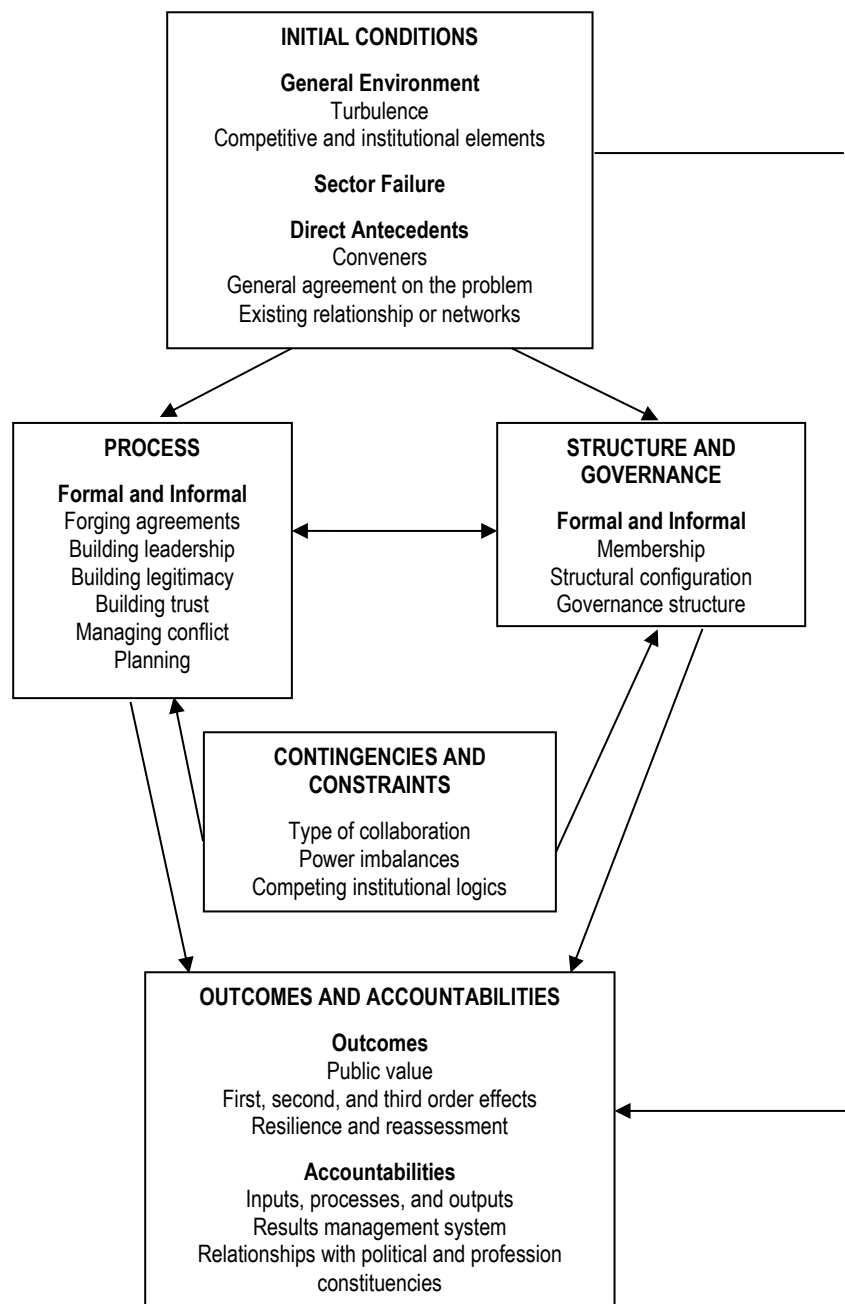 INITIAL CONDITIONS
General Environment
Turbulence
Competitive and institutional elements
Sector Failure
Direct Antecedents
Conveners
General agreement on the problem
Existing relationship or networks
PROCESS
Formal and Informal
Forging agreements
Building leadership
Building legitimacy
Building trust
Managing conflict
Planning
STRUCTURE AND
GOVERNANCE
Formal and Informal
Membership
Structural configuration
Governance structure
CONTINGENCIES AND
CONSTRAINTS
Type of collaboration
Power imbalances
Competing institutional logics
OUTCOMES AND ACCOUNTABILITIES
Outcomes
Public value
First, second, and third order effects
Resilience and reassessment
Accountabilities
Inputs, processes, and outputs
Results management system
Relationships with political and profession
constituencies